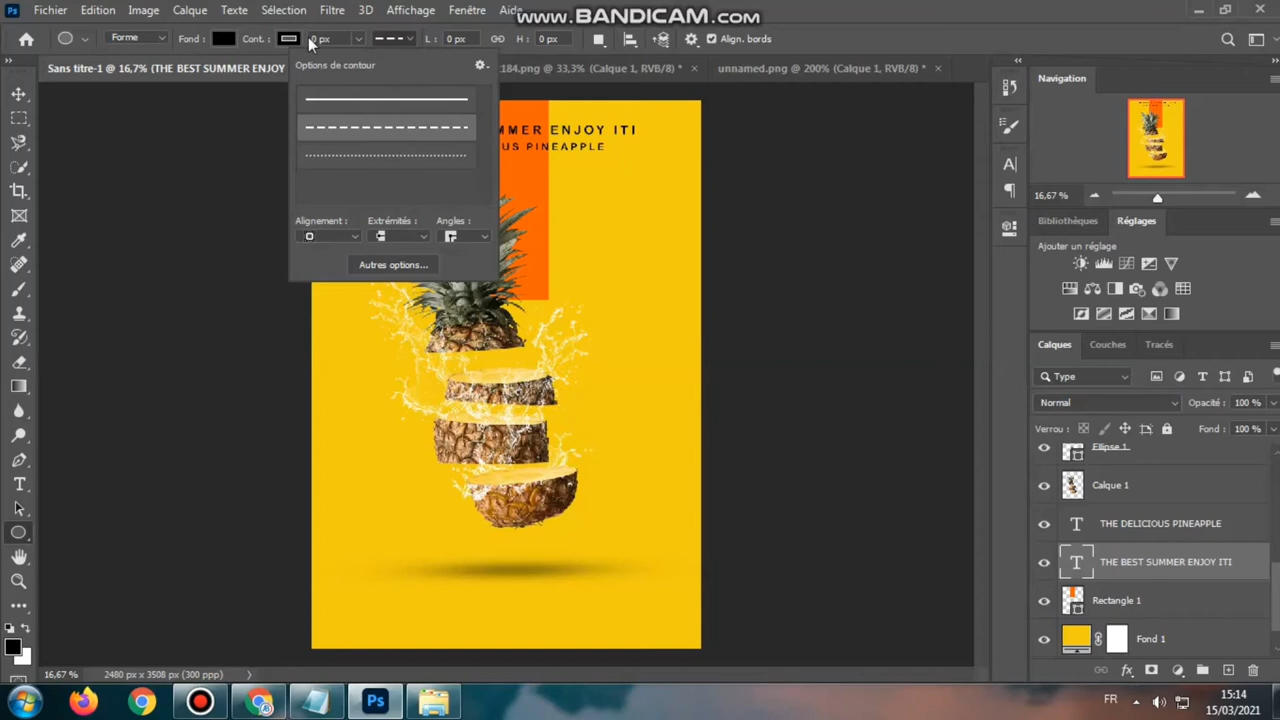 Ps Fichier Edition Image Calque Texte Sélection Filtre 3D Affichage Fenêtre Aide
www.BANDICAM.com
Forme Fond : Cont. : 0 px L : 0 px H : 0 px Align. bords
Sans titre-1 @ 16,7% (THE BEST SUMMER ENJOY
184.png @ 33,3% (Calque 1, RVB/8) *
unnamed.png @ 200% (Calque 1, RVB/8) *
Options de contour
Alignement : Extrémités : Angles :
Autres options...
MMER ENJOY ITI
US PINEAPPLE
Navigation
16,67 %
Bibliothèques Réglages
Ajouter un réglage
Calques Couches Tracés
Type
Normal Opacité : 100 %
Verrou : Fond : 100 %
Ellipse 1
Calque 1
THE DELICIOUS PINEAPPLE
THE BEST SUMMER ENJOY ITI
Rectangle 1
Fond 1
16,67 % 2480 px x 3508 px (300 ppp)
Ps
FR
15:14
15/03/2021